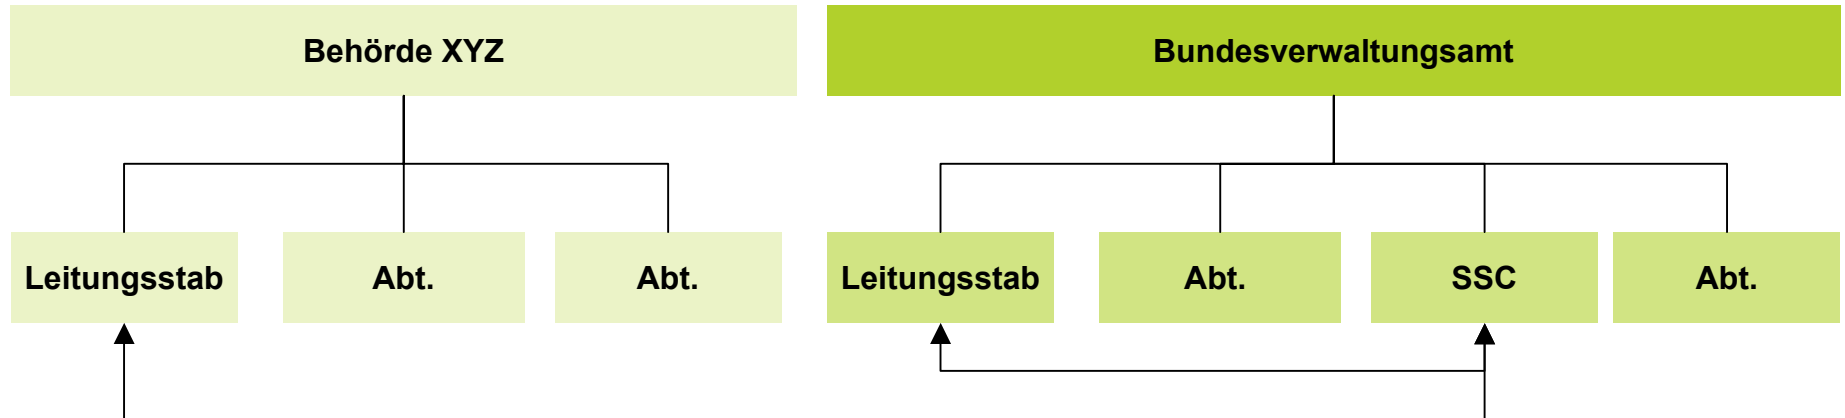 Behörde XYZ
Bundesverwaltungsamt
Leitungsstab
Abt.
Abt.
Leitungsstab
Abt.
SSC
Abt.